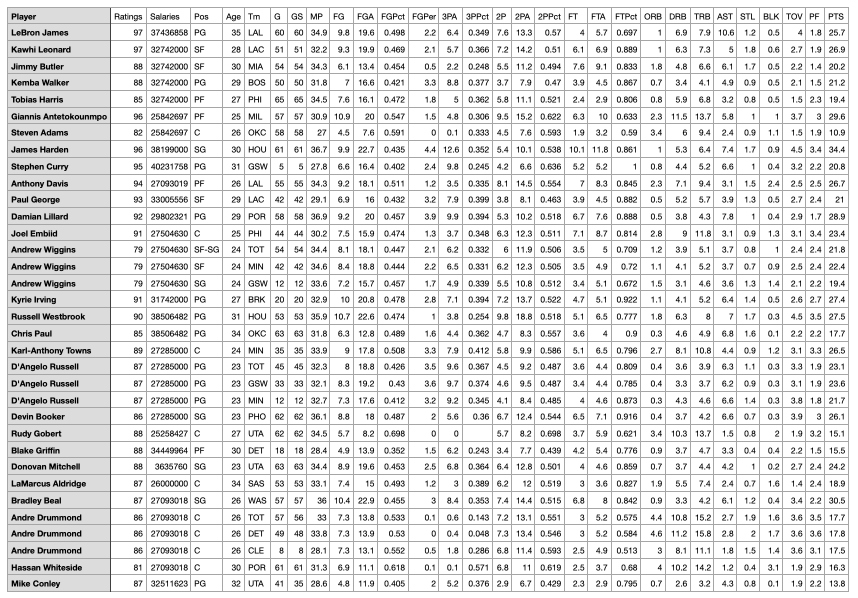 Player Ratings Salaries Pos Age Tm G GS MP FG FGA FGPct FGPer 3PA 3PPct 2P 2PA 2PPct FT FTA FTPct ORB DRB TRB AST STL BLK TOV PF PTS
LeBron James 97 37436858 PG 35 LAL 60 60 34.9 9.8 19.6 0.498 2.2 6.4 0.349 7.6 13.3 0.57 4 5.7 0.697 1 6.9 7.9 10.6 1.2 0.5 4 1.8 25.7
Kawhi Leonard 97 32742000 SF 28 LAC 51 51 32.2 9.3 19.9 0.469 2.1 5.7 0.366 7.2 14.2 0.51 6.1 6.9 0.889 1 6.3 7.3 5 1.8 0.6 2.7 1.9 26.9
Jimmy Butler 88 32742000 SF 30 MIA 54 54 34.3 6.1 13.4 0.454 0.5 2.2 0.248 5.5 11.2 0.494 7.6 9.1 0.833 1.8 4.8 6.6 6.1 1.7 0.5 2.2 1.4 20.2
Kemba Walker 88 32742000 PG 29 BOS 50 50 31.8 7 16.6 0.421 3.3 8.8 0.377 3.7 7.9 0.47 3.9 4.5 0.867 0.7 3.4 4.1 4.9 0.9 0.5 2.1 1.5 21.2
Tobias Harris 85 32742000 PF 27 PHI 65 65 34.5 7.6 16.1 0.472 1.8 5 0.362 5.8 11.1 0.521 2.4 2.9 0.806 0.8 5.9 6.8 3.2 0.8 0.5 1.5 2.3 19.4
Giannis Antetokounmpo 96 25842697 PF 25 MIL 57 57 30.9 10.9 20 0.547 1.5 4.8 0.306 9.5 15.2 0.622 6.3 10 0.633 2.3 11.5 13.7 5.8 1 1 3.7 3 29.6
Steven Adams 82 25842697 C 26 OKC 58 58 27 4.5 7.6 0.591 0 0.1 0.333 4.5 7.6 0.593 1.9 3.2 0.59 3.4 6 9.4 2.4 0.9 1.1 1.5 1.9 10.9
James Harden 96 38199000 SG 30 HOU 61 61 36.7 9.9 22.7 0.435 4.4 12.6 0.352 5.4 10.1 0.538 10.1 11.8 0.861 1 5.3 6.4 7.4 1.7 0.9 4.5 3.4 34.4
Stephen Curry 95 40231758 PG 31 GSW 5 5 27.8 6.6 16.4 0.402 2.4 9.8 0.245 4.2 6.6 0.636 5.2 5.2 1 0.8 4.4 5.2 6.6 1 0.4 3.2 2.2 20.8
Anthony Davis 94 27093019 PF 26 LAL 55 55 34.3 9.2 18.1 0.511 1.2 3.5 0.335 8.1 14.5 0.554 7 8.3 0.845 2.3 7.1 9.4 3.1 1.5 2.4 2.5 2.5 26.7
Paul George 93 33005556 SF 29 LAC 42 42 29.1 6.9 16 0.432 3.2 7.9 0.399 3.8 8.1 0.463 3.9 4.5 0.882 0.5 5.2 5.7 3.9 1.3 0.5 2.7 2.4 21
Damian Lillard 92 29802321 PG 29 POR 58 58 36.9 9.2 20 0.457 3.9 9.9 0.394 5.3 10.2 0.518 6.7 7.6 0.888 0.5 3.8 4.3 7.8 1 0.4 2.9 1.7 28.9
Joel Embiid 91 27504630 C 25 PHI 44 44 30.2 7.5 15.9 0.474 1.3 3.7 0.348 6.3 12.3 0.511 7.1 8.7 0.814 2.8 9 11.8 3.1 0.9 1.3 3.1 3.4 23.4
Andrew Wiggins 79 27504630 SF-SG 24 TOT 54 54 34.4 8.1 18.1 0.447 2.1 6.2 0.332 6 11.9 0.506 3.5 5 0.709 1.2 3.9 5.1 3.7 0.8 1 2.4 2.4 21.8
Andrew Wiggins 79 27504630 SF 24 MIN 42 42 34.6 8.4 18.8 0.444 2.2 6.5 0.331 6.2 12.3 0.505 3.5 4.9 0.72 1.1 4.1 5.2 3.7 0.7 0.9 2.5 2.4 22.4
Andrew Wiggins 79 27504630 SG 24 GSW 12 12 33.6 7.2 15.7 0.457 1.7 4.9 0.339 5.5 10.8 0.512 3.4 5.1 0.672 1.5 3.1 4.6 3.6 1.3 1.4 2.1 2.2 19.4
Kyrie Irving 91 31742000 PG 27 BRK 20 20 32.9 10 20.8 0.478 2.8 7.1 0.394 7.2 13.7 0.522 4.7 5.1 0.922 1.1 4.1 5.2 6.4 1.4 0.5 2.6 2.7 27.4
Russell Westbrook 90 38506482 PG 31 HOU 53 53 35.9 10.7 22.6 0.474 1 3.8 0.254 9.8 18.8 0.518 5.1 6.5 0.777 1.8 6.3 8 7 1.7 0.3 4.5 3.5 27.5
Chris Paul 85 38506482 PG 34 OKC 63 63 31.8 6.3 12.8 0.489 1.6 4.4 0.362 4.7 8.3 0.557 3.6 4 0.9 0.3 4.6 4.9 6.8 1.6 0.1 2.2 2.2 17.7
Karl-Anthony Towns 89 27285000 C 24 MIN 35 35 33.9 9 17.8 0.508 3.3 7.9 0.412 5.8 9.9 0.586 5.1 6.5 0.796 2.7 8.1 10.8 4.4 0.9 1.2 3.1 3.3 26.5
D'Angelo Russell 87 27285000 PG 23 TOT 45 45 32.3 8 18.8 0.426 3.5 9.6 0.367 4.5 9.2 0.487 3.6 4.4 0.809 0.4 3.5 3.9 6.3 1.1 0.3 3.3 1.9 23.1
D'Angelo Russell 87 27285000 PG 23 GSW 33 33 32.1 8.3 19.2 0.43 3.6 9.7 0.374 4.6 9.5 0.487 3.4 4.4 0.785 0.4 3.3 3.7 6.2 0.9 0.3 3.1 1.9 23.6
D'Angelo Russell 87 27285000 PG 23 MIN 12 12 32.7 7.3 17.6 0.412 3.2 9.2 0.345 4.1 8.4 0.485 4 4.6 0.873 0.3 4.3 4.6 6.6 1.4 0.3 3.8 1.8 21.7
Devin Booker 86 27285000 SG 23 PHO 62 62 36.1 8.8 18 0.487 2 5.6 0.36 6.7 12.4 0.544 6.5 7.1 0.916 0.4 3.7 4.2 6.6 0.7 0.3 3.9 3 26.1
Rudy Gobert 88 25258427 C 27 UTA 62 62 34.5 5.7 8.2 0.698 0 0 5.7 8.2 0.698 3.7 5.9 0.621 3.4 10.3 13.7 1.5 0.8 2 1.9 3.2 15.1
Blake Griffin 88 34449964 PF 30 DET 18 18 28.4 4.9 13.9 0.352 1.5 6.2 0.243 3.4 7.7 0.439 4.2 5.4 0.776 0.9 3.7 4.7 3.3 0.4 0.4 2.2 1.5 15.5
Donovan Mitchell 88 3635760 SG 23 UTA 63 63 34.4 8.9 19.6 0.453 2.5 6.8 0.364 6.4 12.8 0.501 4 4.6 0.859 0.7 3.7 4.4 4.2 1 0.2 2.7 2.4 24.2
LaMarcus Aldridge 87 26000000 C 34 SAS 53 53 33.1 7.4 15 0.493 1.2 3 0.389 6.2 12 0.519 3 3.6 0.827 1.9 5.5 7.4 2.4 0.7 1.6 1.4 2.4 18.9
Bradley Beal 87 27093018 SG 26 WAS 57 57 36 10.4 22.9 0.455 3 8.4 0.353 7.4 14.4 0.515 6.8 8 0.842 0.9 3.3 4.2 6.1 1.2 0.4 3.4 2.2 30.5
Andre Drummond 86 27093018 C 26 TOT 57 56 33 7.3 13.8 0.533 0.1 0.6 0.143 7.2 13.1 0.551 3 5.2 0.575 4.4 10.8 15.2 2.7 1.9 1.6 3.6 3.5 17.7
Andre Drummond 86 27093018 C 26 DET 49 48 33.8 7.3 13.9 0.53 0 0.4 0.048 7.3 13.4 0.546 3 5.2 0.584 4.6 11.2 15.8 2.8 2 1.7 3.6 3.6 17.8
Andre Drummond 86 27093018 C 26 CLE 8 8 28.1 7.3 13.1 0.552 0.5 1.8 0.286 6.8 11.4 0.593 2.5 4.9 0.513 3 8.1 11.1 1.8 1.5 1.4 3.6 3.1 17.5
Hassan Whiteside 81 27093018 C 30 POR 61 61 31.3 6.9 11.1 0.618 0.1 0.1 0.571 6.8 11 0.619 2.5 3.7 0.68 4 10.2 14.2 1.2 0.4 3.1 1.9 2.9 16.3
Mike Conley 87 32511623 PG 32 UTA 41 35 28.6 4.8 11.9 0.405 2 5.2 0.376 2.9 6.7 0.429 2.3 2.9 0.795 0.7 2.6 3.2 4.3 0.8 0.1 1.9 2.2 13.8